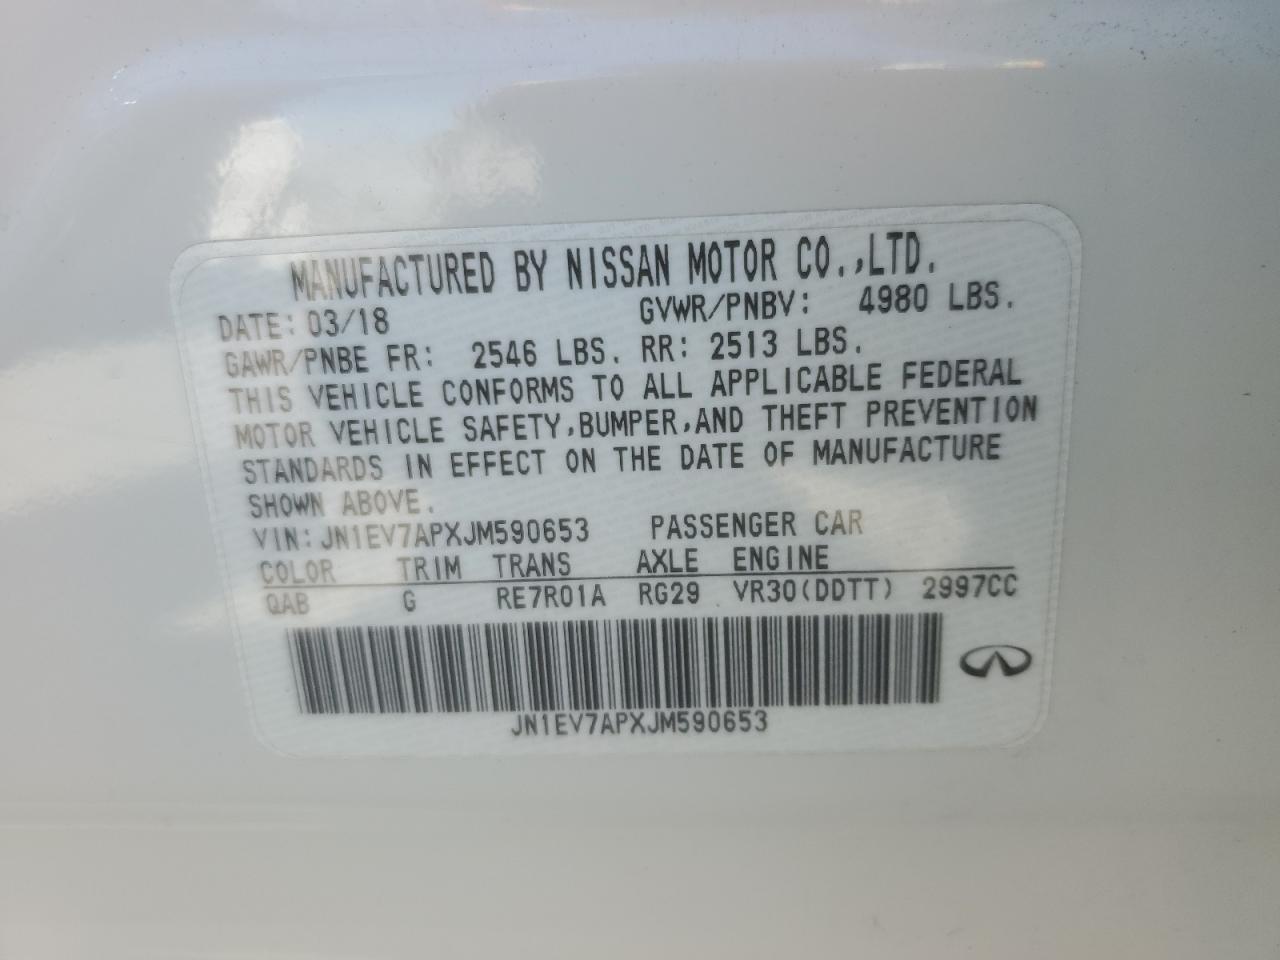 MANUFACTURED BY NISSAN MOTOR CO.,LTD.
DATE: 03/18 GVWR/PNBV: 4980 LBS.
GAWR/PNBE FR: 2546 LBS. RR: 2513 LBS.
THIS VEHICLE CONFORMS TO ALL APPLICABLE FEDERAL
MOTOR VEHICLE SAFETY,BUMPER,AND THEFT PREVENTION
STANDARDS IN EFFECT ON THE DATE OF MANUFACTURE
SHOWN ABOVE.
VIN: JN1EV7APXJM590653 PASSENGER CAR
COLOR TRIM TRANS AXLE ENGINE
QAB G RE7R01A RG29 VR30(DDTT) 2997CC
JN1EV7APXJM590653